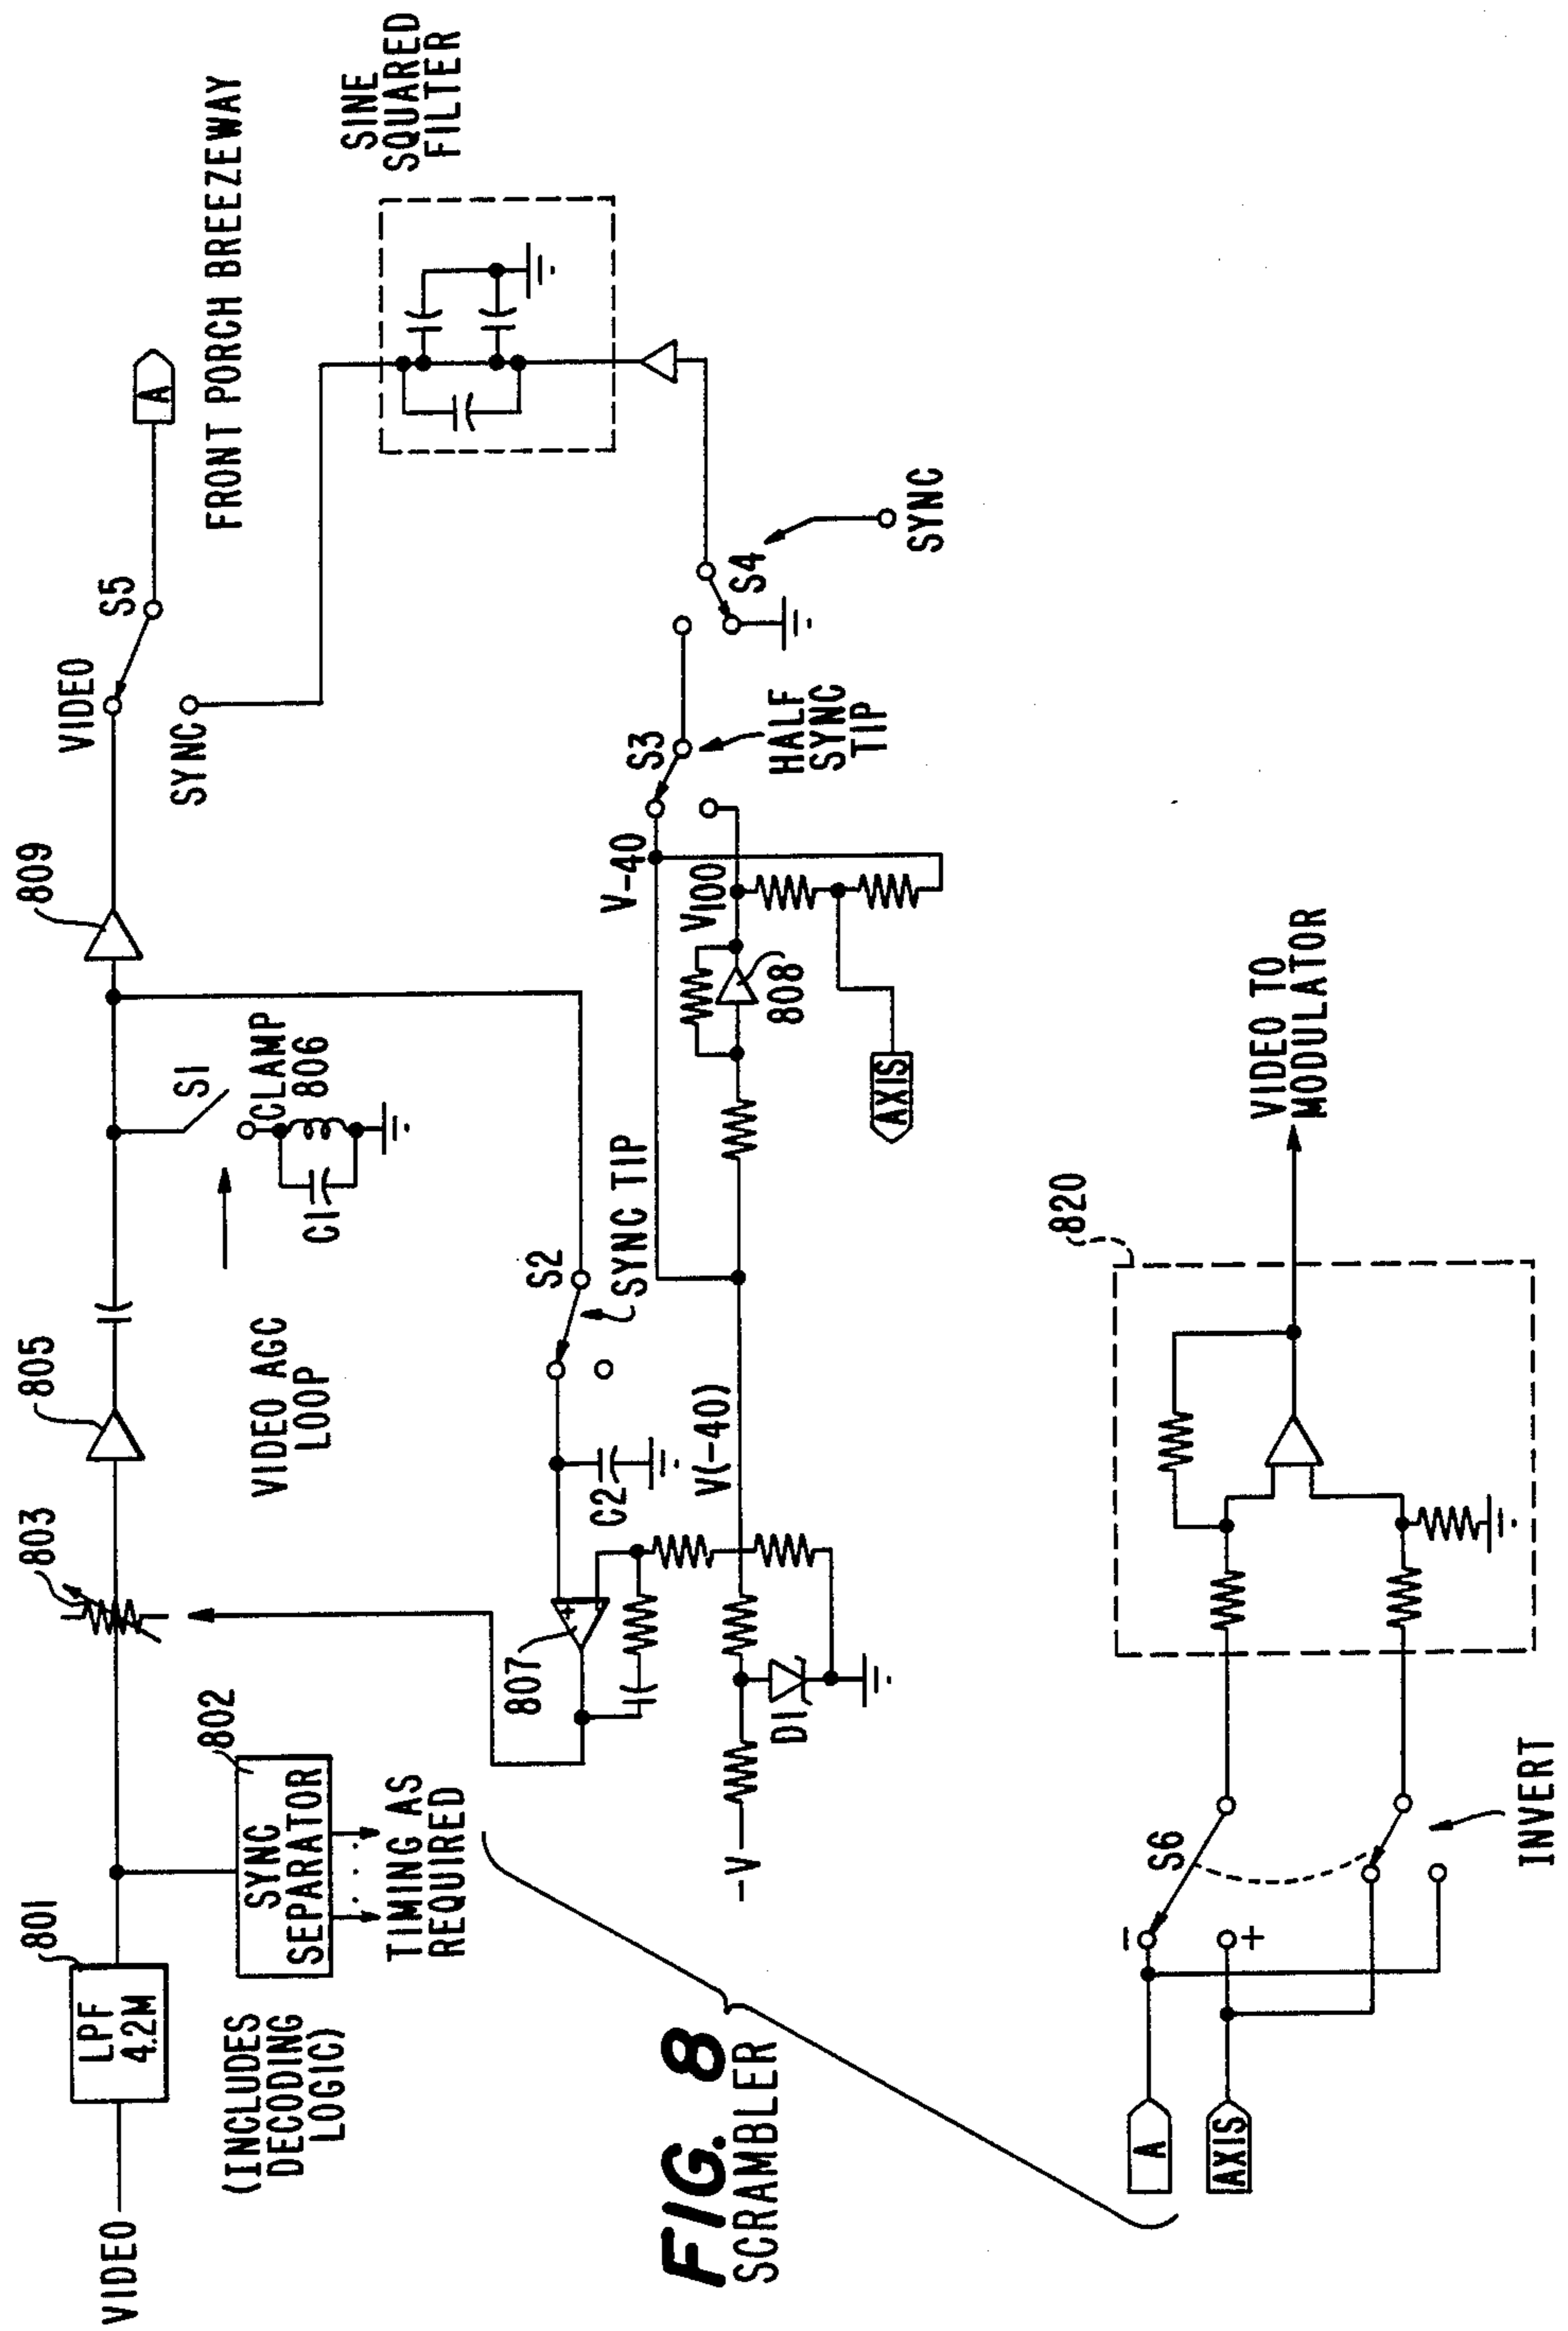 VIDEO
LPF
4.2M
801
(INCLUDES
DECODING
LOGIC)
SYNC
SEPARATOR
802
TIMING AS
REQUIRED
803
805
VIDEO AGC
LOOP
S1
CLAMP
806
C1
809
VIDEO
SYNC
S5
A
FRONT PORCH BREEZEWAY
SINE
SQUARED
FILTER
807
+
C2
S2
SYNC TIP
-V
D1
V(-40)
V-40
V100
808
AXIS
S3
HALF
SYNC
TIP
S4
SYNC
FIG. 8
SCRAMBLER
A
AXIS
-
+
S6
INVERT
820
VIDEO TO
MODULATOR